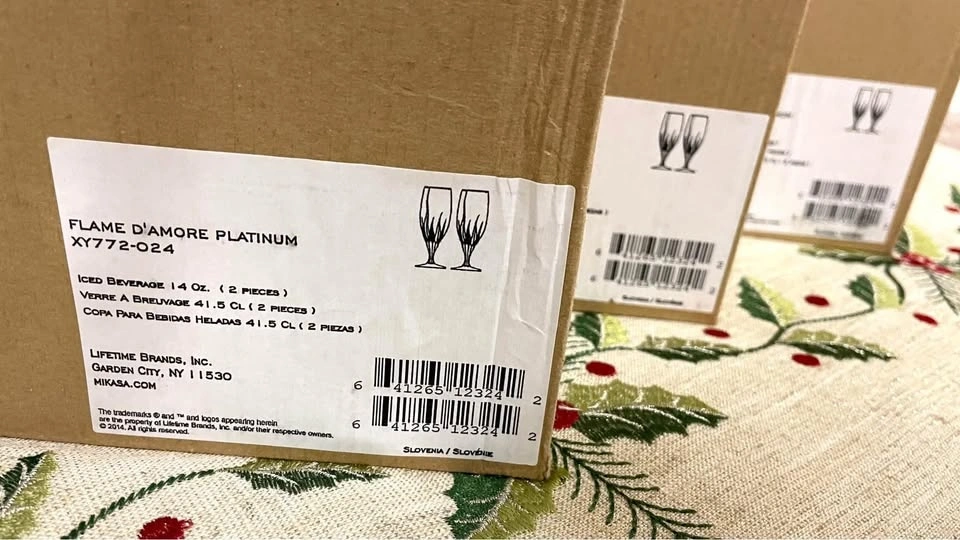 FLAME D'AMORE PLATINUM
XY772-024
ICED BEVERAGE 14 OZ. ( 2 PIECES )
VERRE A BREUVAGE 41.5 CL ( 2 PIECES )
COPA PARA BEBIDAS HELADAS 41.5 CL ( 2 PIEZAS )
LIFETIME BRANDS, INC.
GARDEN CITY, NY 11530
MIKASA.COM
The trademarks ® and ™ and logos appearing herein
are the property of Lifetime Brands, Inc. and/or their respective owners.
© 2014. All rights reserved.
6 41265 12324 2
6 41265 12324 2
SLOVENIA / SLOVÉNIE